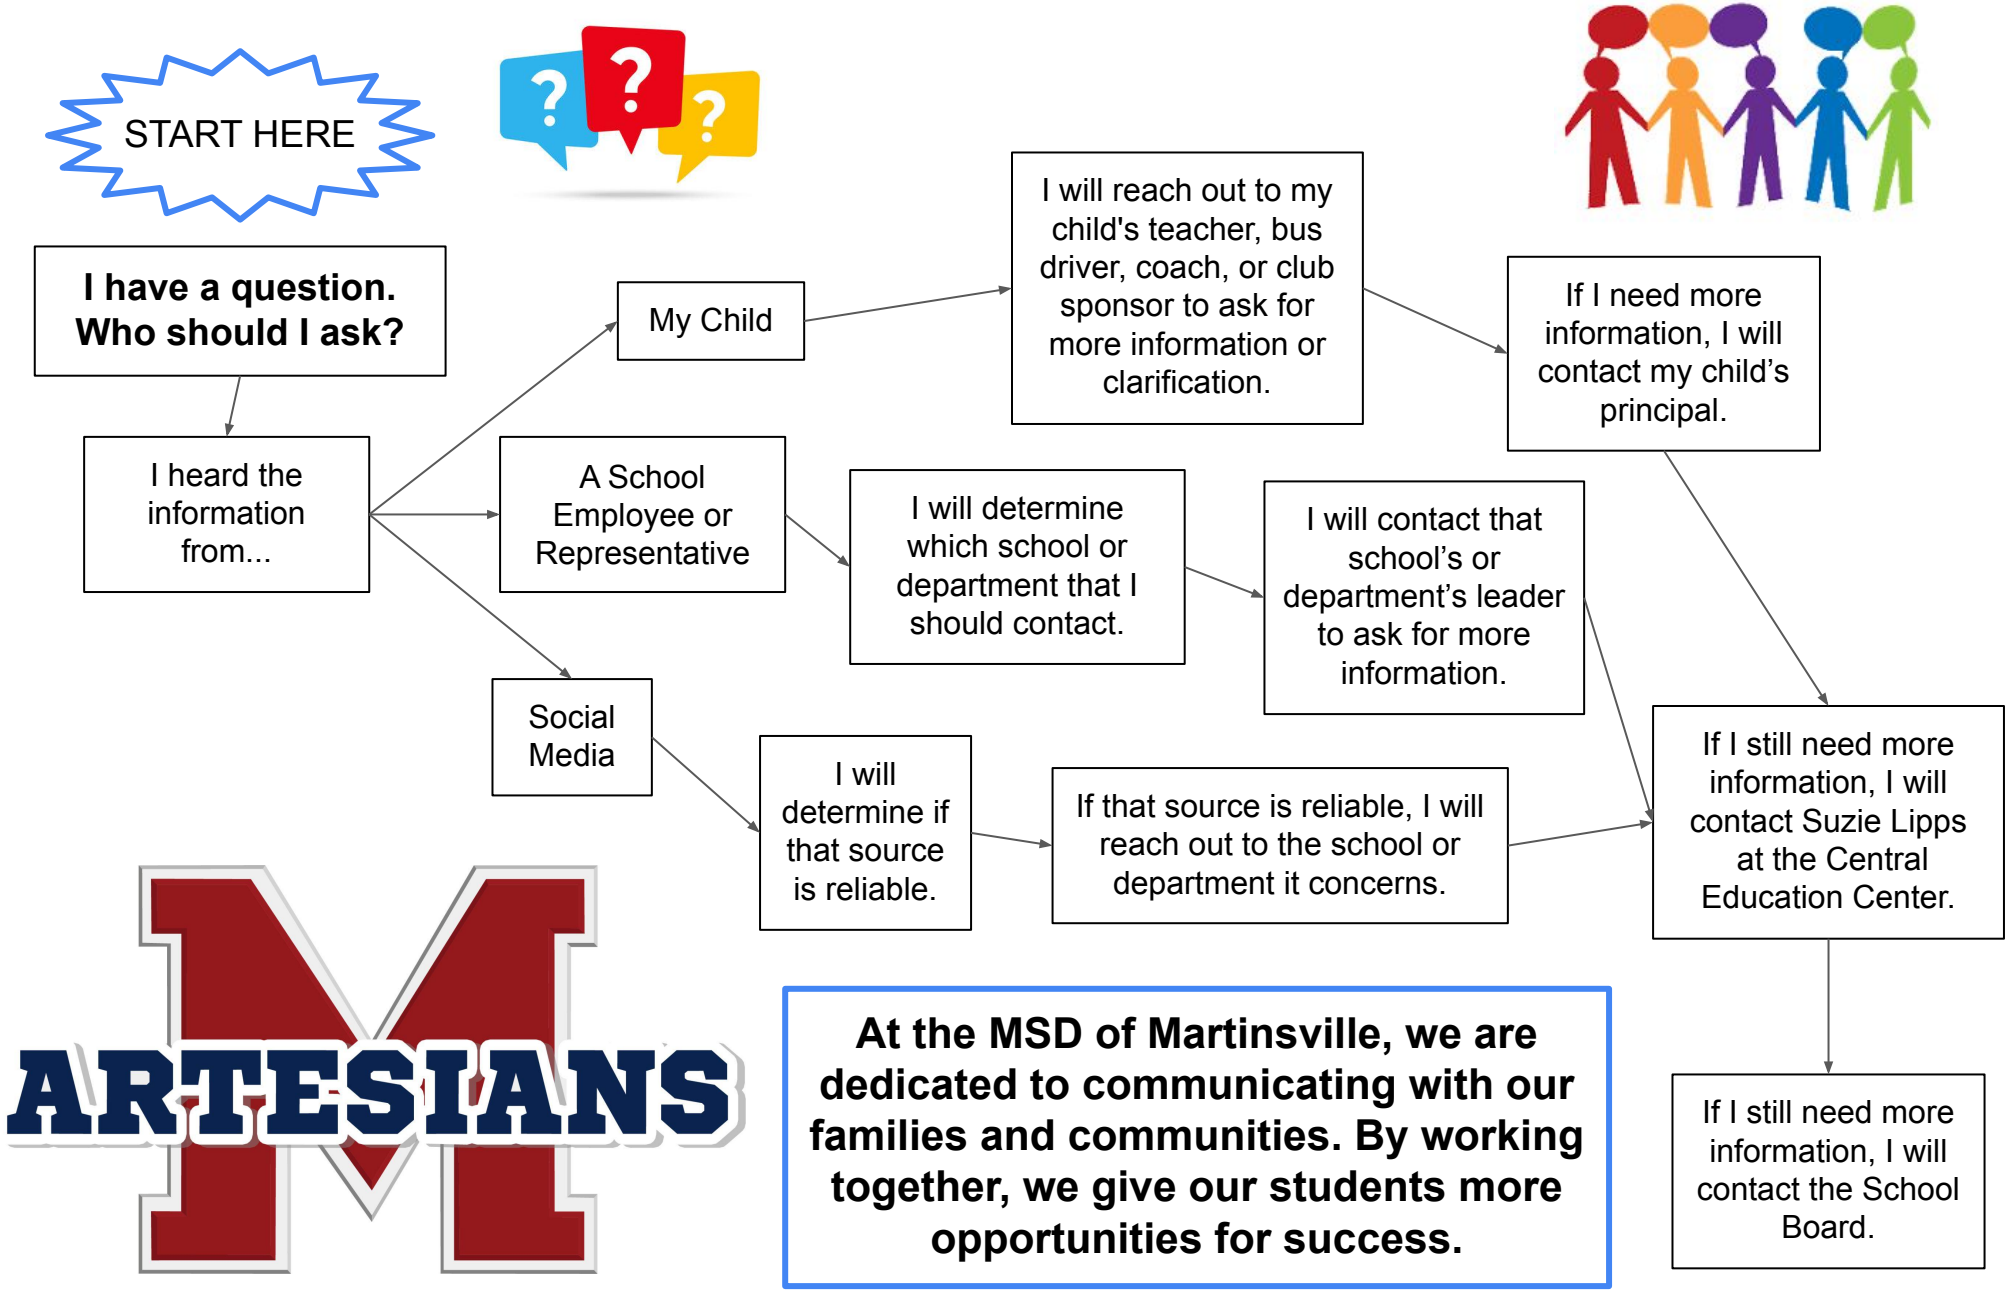 START HERE
?
?
?
I have a question.
Who should I ask?
I heard the
information
from...
My Child
I will reach out to my
child's teacher, bus
driver, coach, or club
sponsor to ask for
more information or
clarification.
If I need more
information, I will
contact my child’s
principal.
A School
Employee or
Representative
I will determine
which school or
department that I
should contact.
I will contact that
school’s or
department’s leader
to ask for more
information.
Social
Media
I will
determine if
that source
is reliable.
If that source is reliable, I will
reach out to the school or
department it concerns.
If I still need more
information, I will
contact Suzie Lipps
at the Central
Education Center.
If I still need more
information, I will
contact the School
Board.
M
ARTESIANS
At the MSD of Martinsville, we are
dedicated to communicating with our
families and communities. By working
together, we give our students more
opportunities for success.